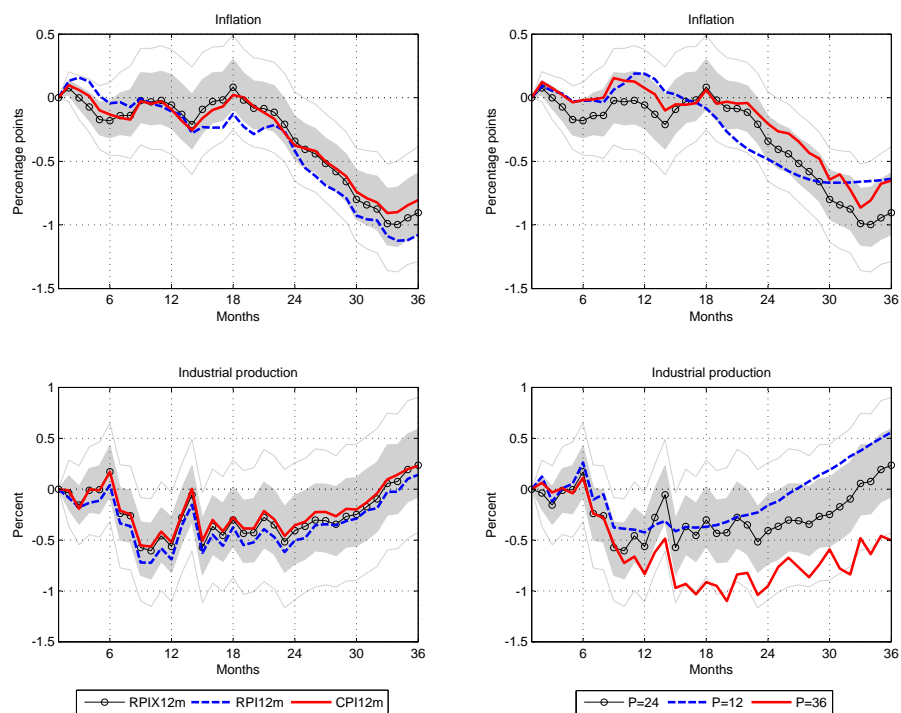 Inflation
Percentage points
0.5
0
-0.5
-1
-1.5
6 12 18 24 30 36
Months
Inflation
Percentage points
0.5
0
-0.5
-1
-1.5
6 12 18 24 30 36
Months
Industrial production
Percent
1
0.5
0
-0.5
-1
-1.5
6 12 18 24 30 36
Months
RPIX12m RPI12m CPI12m
Industrial production
Percent
1
0.5
0
-0.5
-1
-1.5
6 12 18 24 30 36
Months
P=24 P=12 P=36